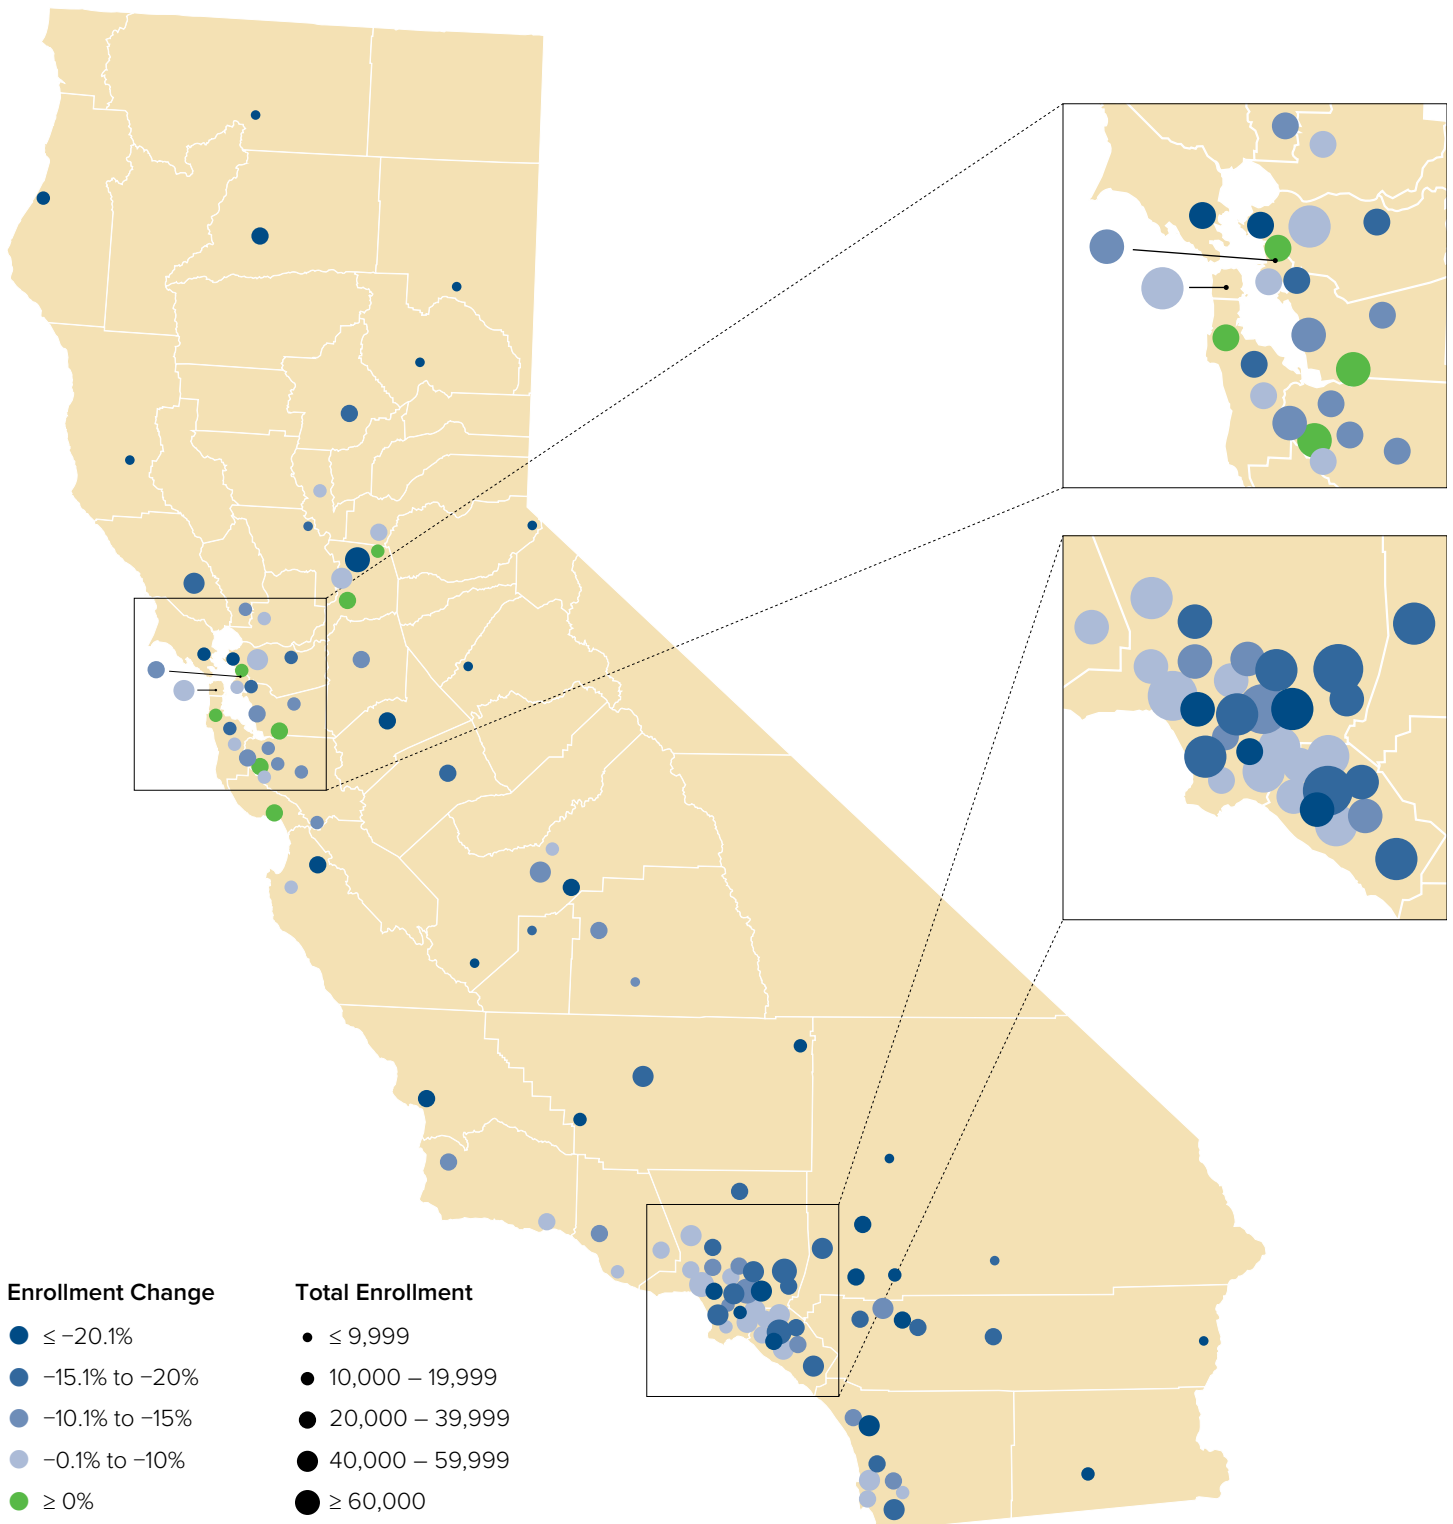 Enrollment Change
≤ −20.1%
−15.1% to −20%
−10.1% to −15%
−0.1% to −10%
≥ 0%
Total Enrollment
≤ 9,999
10,000 – 19,999
20,000 – 39,999
40,000 – 59,999
≥ 60,000